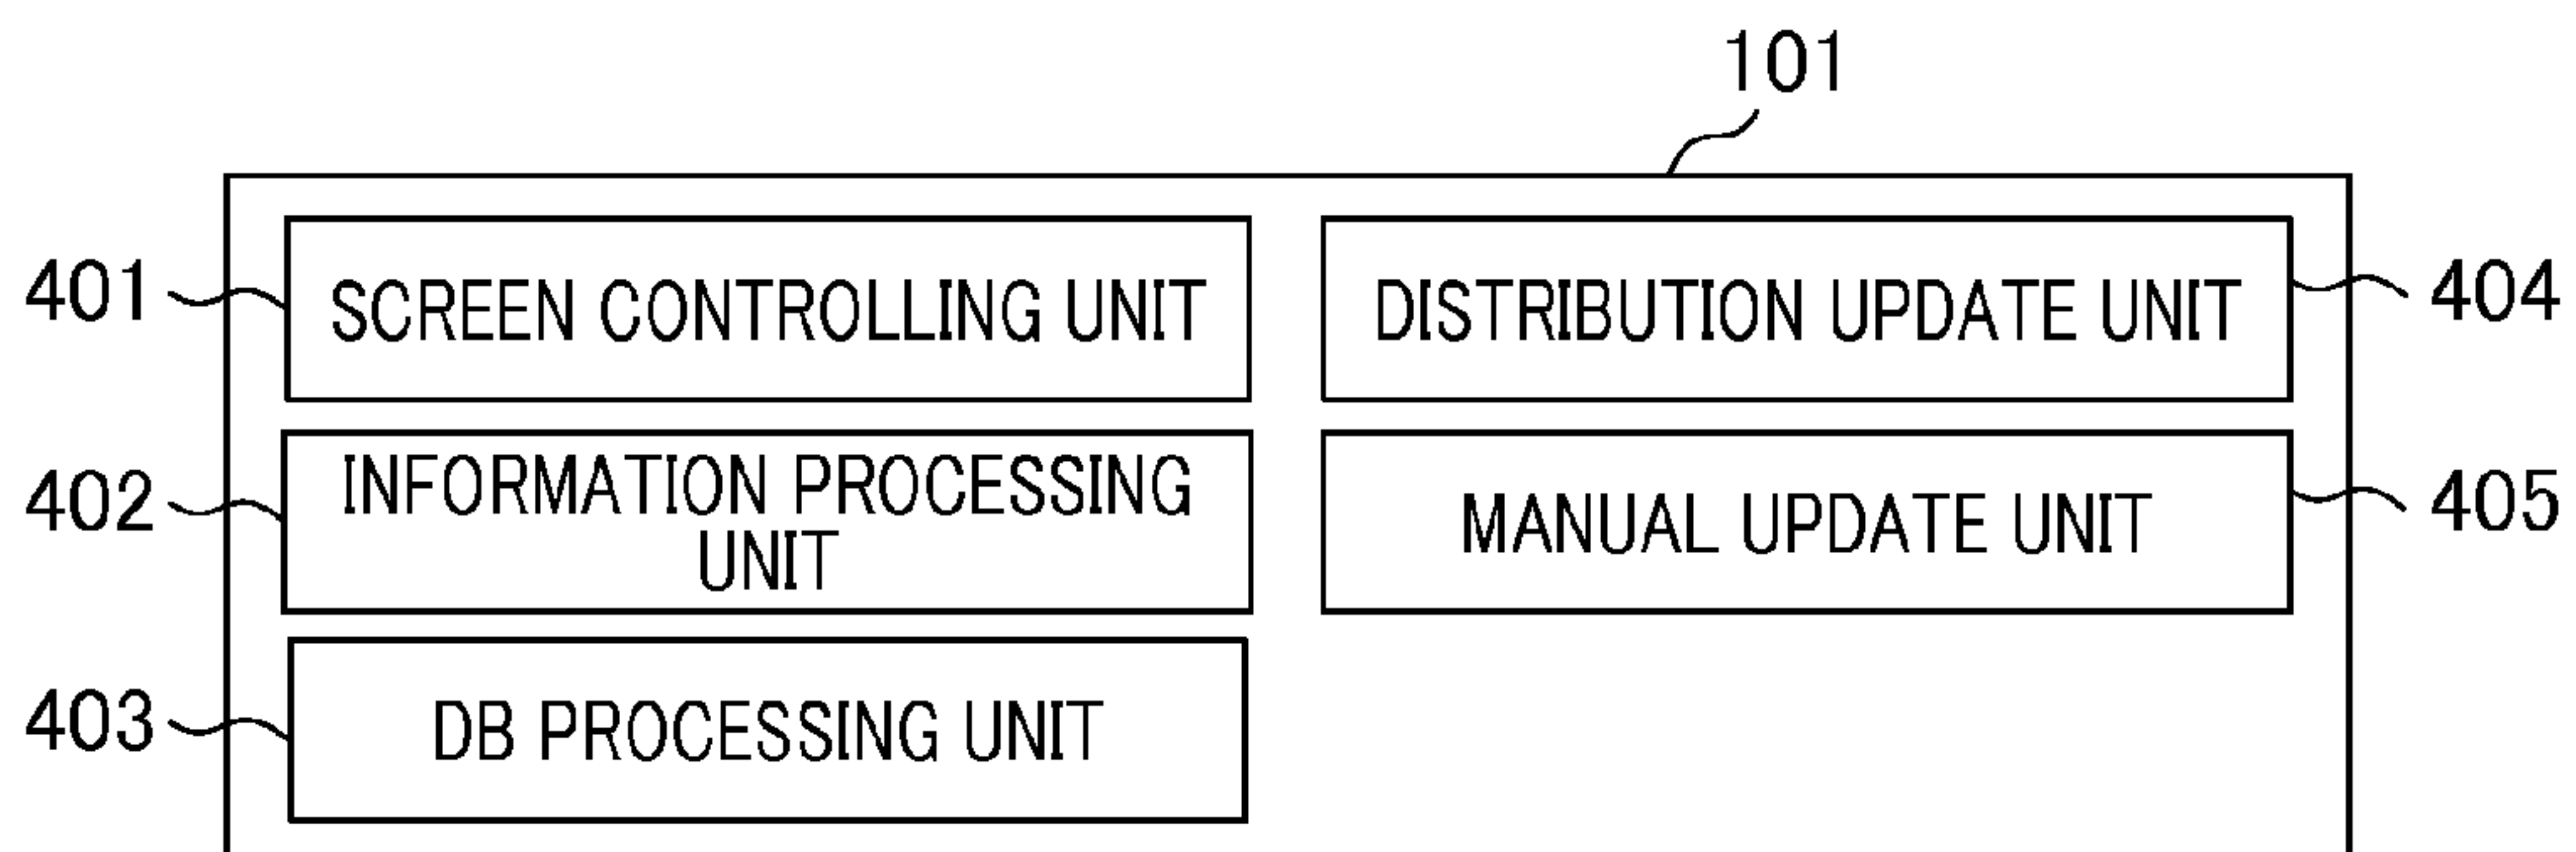 101
401
SCREEN CONTROLLING UNIT
DISTRIBUTION UPDATE UNIT
404
402
INFORMATION PROCESSING
UNIT
MANUAL UPDATE UNIT
405
403
DB PROCESSING UNIT